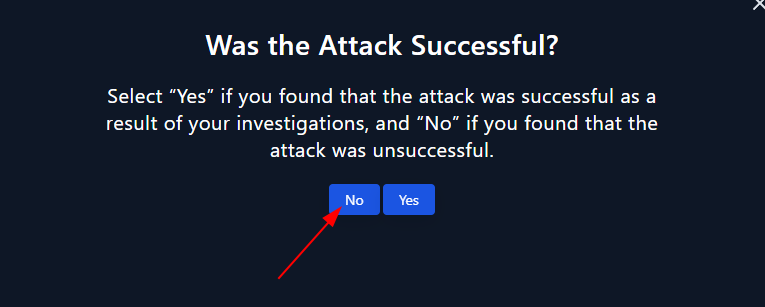 Was the Attack Successful?
Select “Yes” if you found that the attack was successful as a
result of your investigations, and “No” if you found that the
attack was unsuccessful.
No Yes